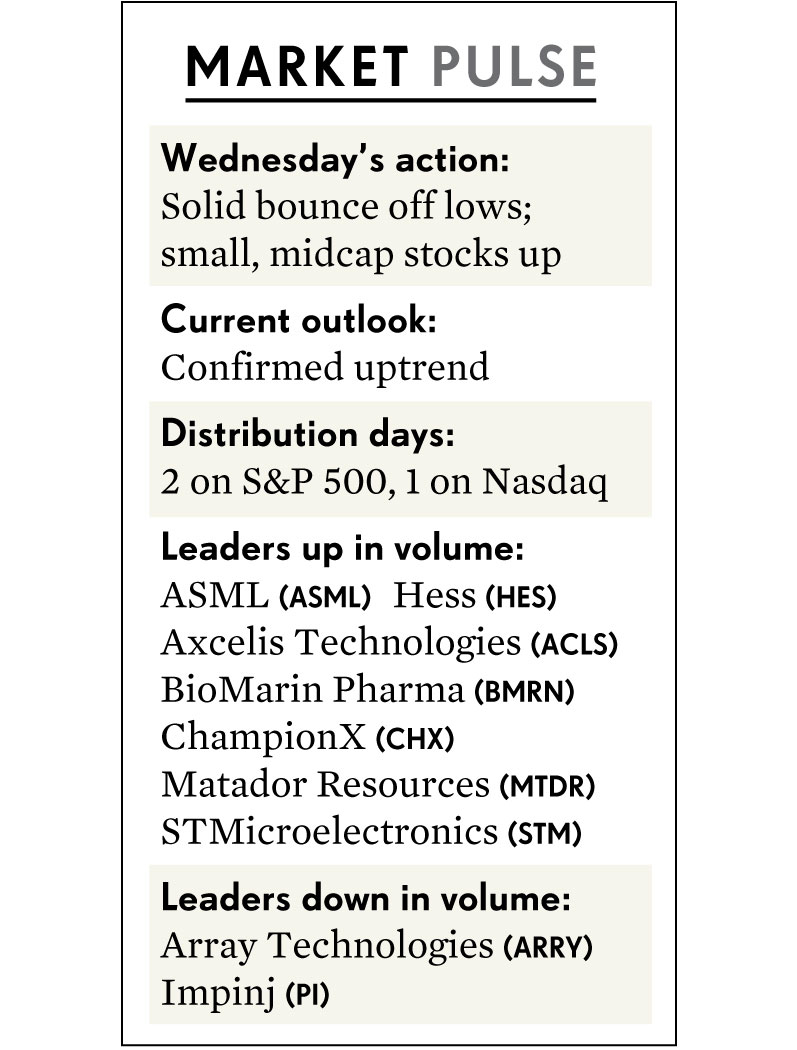 MARKET PULSE
Wednesday’s action:
Solid bounce off lows;
small, midcap stocks up
Current outlook:
Confirmed uptrend
Distribution days:
2 on S&P 500, 1 on Nasdaq
Leaders up in volume:
ASML (ASML) Hess (HES)
Axcelis Technologies (ACLS)
BioMarin Pharma (BMRN)
ChampionX (CHX)
Matador Resources (MTDR)
STMicroelectronics (STM)
Leaders down in volume:
Array Technologies (ARRY)
Impinj (PI)